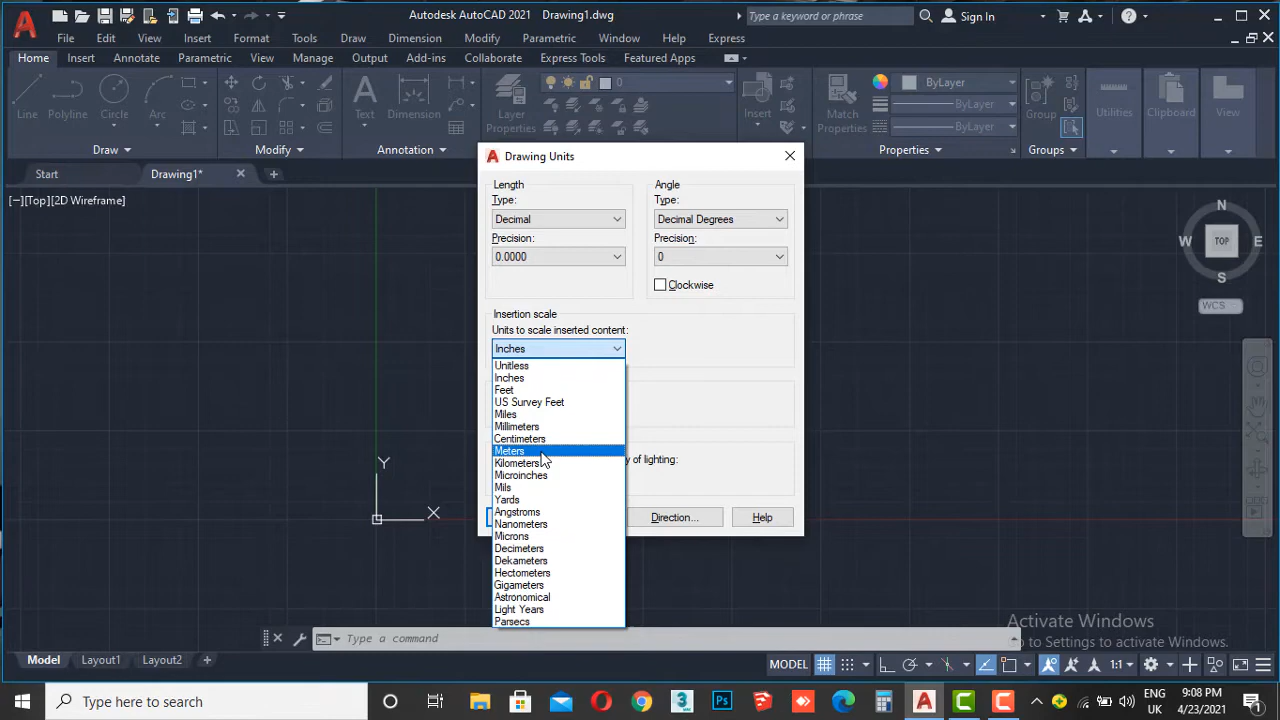 Autodesk AutoCAD 2021 Drawing1.dwg
Type a keyword or phrase
Sign In
File Edit View Insert Format Tools Draw Dimension Modify Parametric Window Help Express
Home Insert Annotate Parametric View Manage Output Add-ins Collaborate Express Tools Featured Apps
Line Polyline Circle Arc Text Dimension
Layer
Properties
0
Insert
Match
Properties
ByLayer
ByLayer
ByLayer
Group
Utilities
Clipboard
View
Draw Modify Annotation Properties Groups
Start Drawing1*
[−][Top][2D Wireframe]
Drawing Units
Length
Type:
Decimal
Precision:
0.0000
Angle
Type:
Decimal Degrees
Precision:
0
Clockwise
Insertion scale
Units to scale inserted content:
Inches
Unitless
Inches
Feet
US Survey Feet
Miles
Millimeters
Centimeters
Meters
Kilometers
Microinches
Mils
Yards
Angstroms
Nanometers
Microns
Decimeters
Dekameters
Hectometers
Gigameters
Astronomical
Light Years
Parsecs
y of lighting:
Direction... Help
N
W TOP E
S
WCS
Y
X
Activate Windows
o to Settings to activate Windows.
Type a command
Model Layout1 Layout2
MODEL 1:1
Type here to search
3
Ps
ENG
UK
9:08 PM
4/23/2021
1